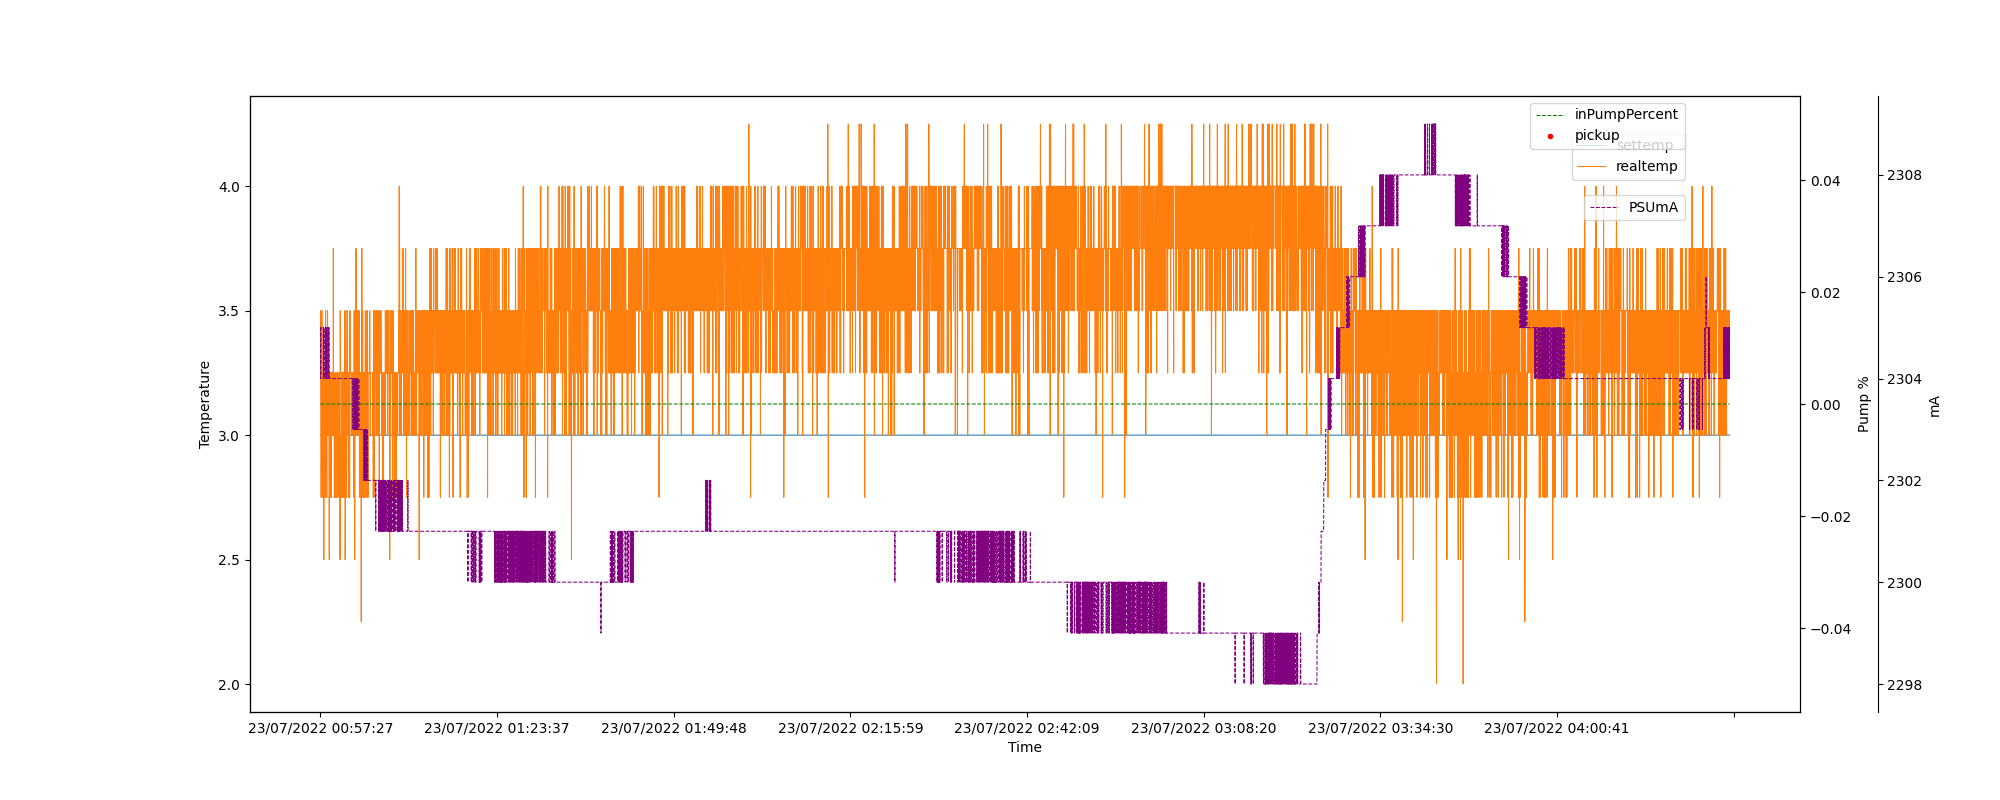 inPumpPercent
pickup
settemp
realtemp
PSUmA
4.0
3.5
3.0
2.5
2.0
Temperature
0.04
0.02
0.00
−0.02
−0.04
Pump %
2308
2306
2304
2302
2300
2298
mA
23/07/2022 00:57:27
23/07/2022 01:23:37
23/07/2022 01:49:48
23/07/2022 02:15:59
23/07/2022 02:42:09
23/07/2022 03:08:20
23/07/2022 03:34:30
23/07/2022 04:00:41
Time